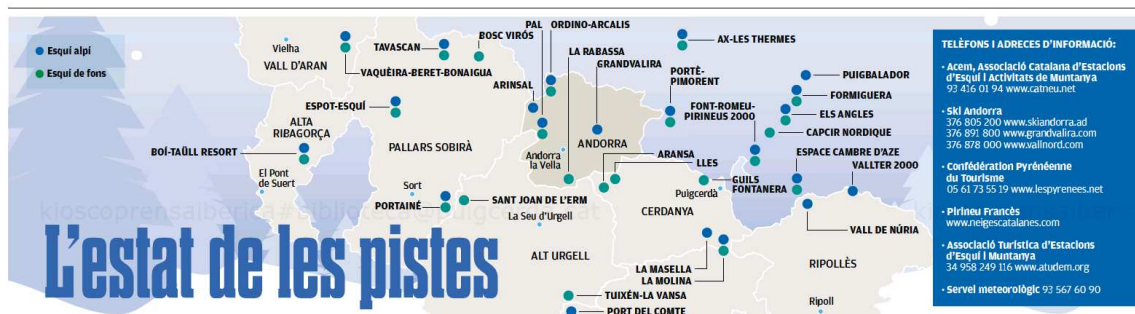 Esquí alpí
Esquí de fons
Vielha
VALL D'ARAN
TAVASCAN
BOSC VIRÓS
VAQUÈIRA-BERET-BONAIGUA
PAL
ORDINO-ARCALIS
LA RABASSA
GRANDVALIRA
ARINSAL
AX-LES THERMES
PORTÈ-
PIMORENT
PUIGBALADOR
FORMIGUERA
ELS ANGLES
CAPCIR NORDIQUE
FONT-ROMEU-
PIRINEUS 2000
ESPACE CAMBRE D'AZE
VALLTER 2000
ESPOT-ESQUÍ
ALTA
RIBAGORÇA
BOÍ-TAÜLL RESORT
El Pont
de Suert
PALLARS SOBIRÀ
Sort
PORTAINÉ
SANT JOAN DE L'ERM
La Seu d'Urgell
ANDORRA
Andorra
la Vella
ARANSA
LLES
GUILS
FONTANERA
Puigcerdà
CERDANYA
VALL DE NÚRIA
ALT URGELL
LA MASELLA
LA MOLINA
RIPOLLÈS
Ripoll
TUIXÉN-LA VANSA
PORT DEL COMTE
L'estat de les pistes
TELÈFONS I ADRECES D'INFORMACIÓ:
· Acem, Associació Catalana d'Estacions
d'Esquí i Activitats de Muntanya
93 416 01 94 www.catneu.net
· Ski Andorra
376 805 200 www.skiandorra.ad
376 891 800 www.grandvalira.com
376 878 000 www.vallnord.com
· Confédération Pyrénéenne
du Tourisme
05 61 73 55 19 www.lespyrenees.net
· Pirineu Francès
www.neigescatalanes.com
· Associació Turística d'Estacions
d'Esquí i Muntanya
34 958 249 116 www.atudem.org
· Servei meteorològic 93 567 60 90